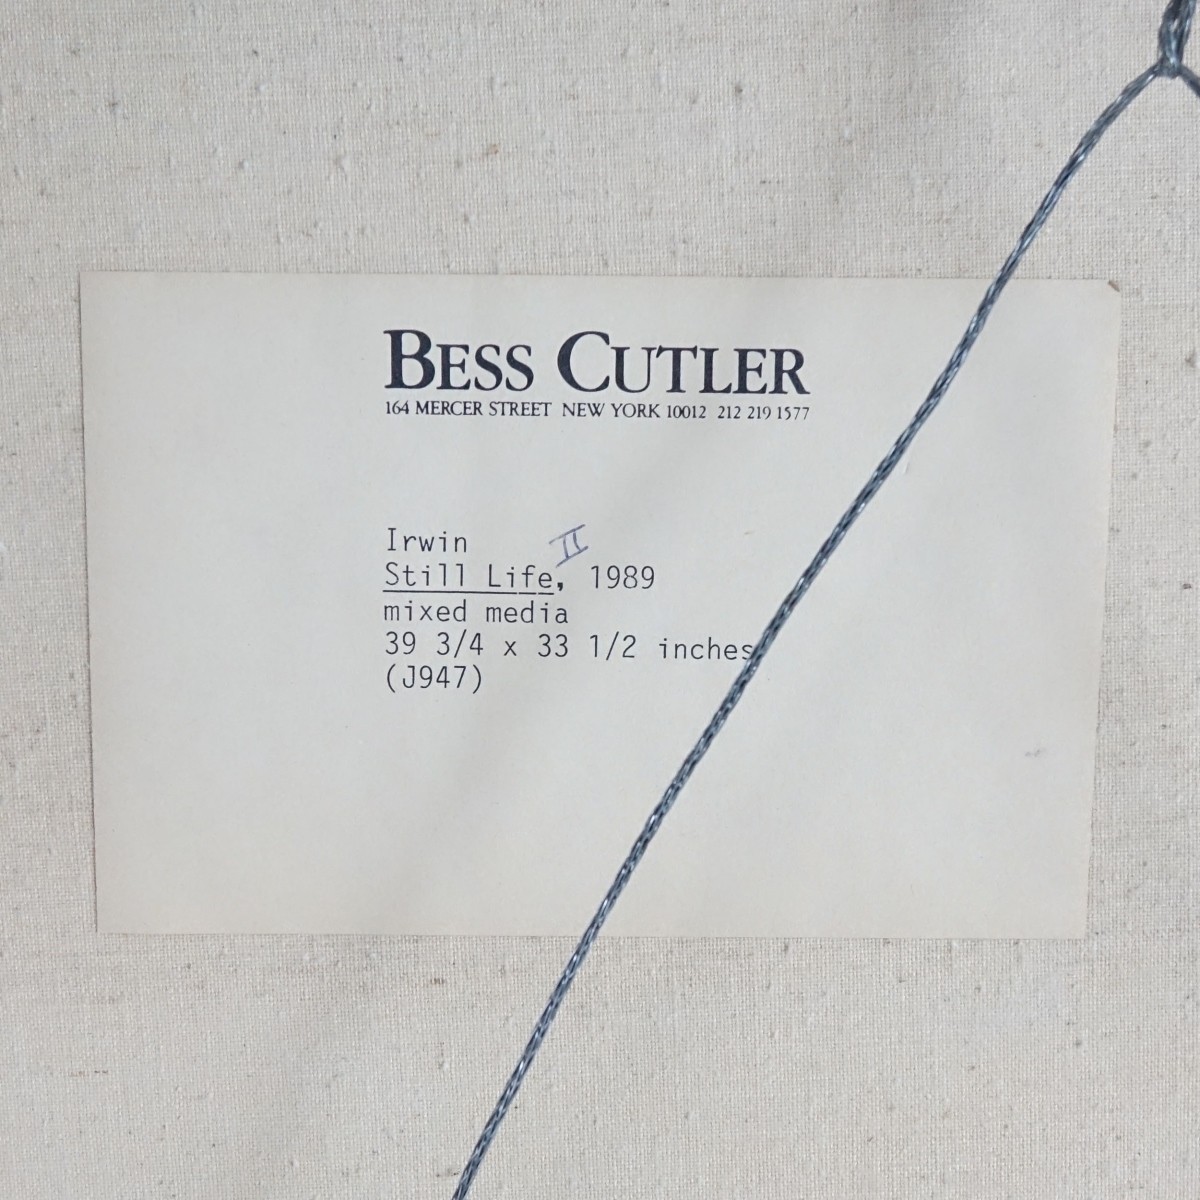 BESS CUTLER
164 MERCER STREET NEW YORK 10012 212 219 1577
Irwin
II
Still Life, 1989
mixed media
39 3/4 x 33 1/2 inches
(J947)